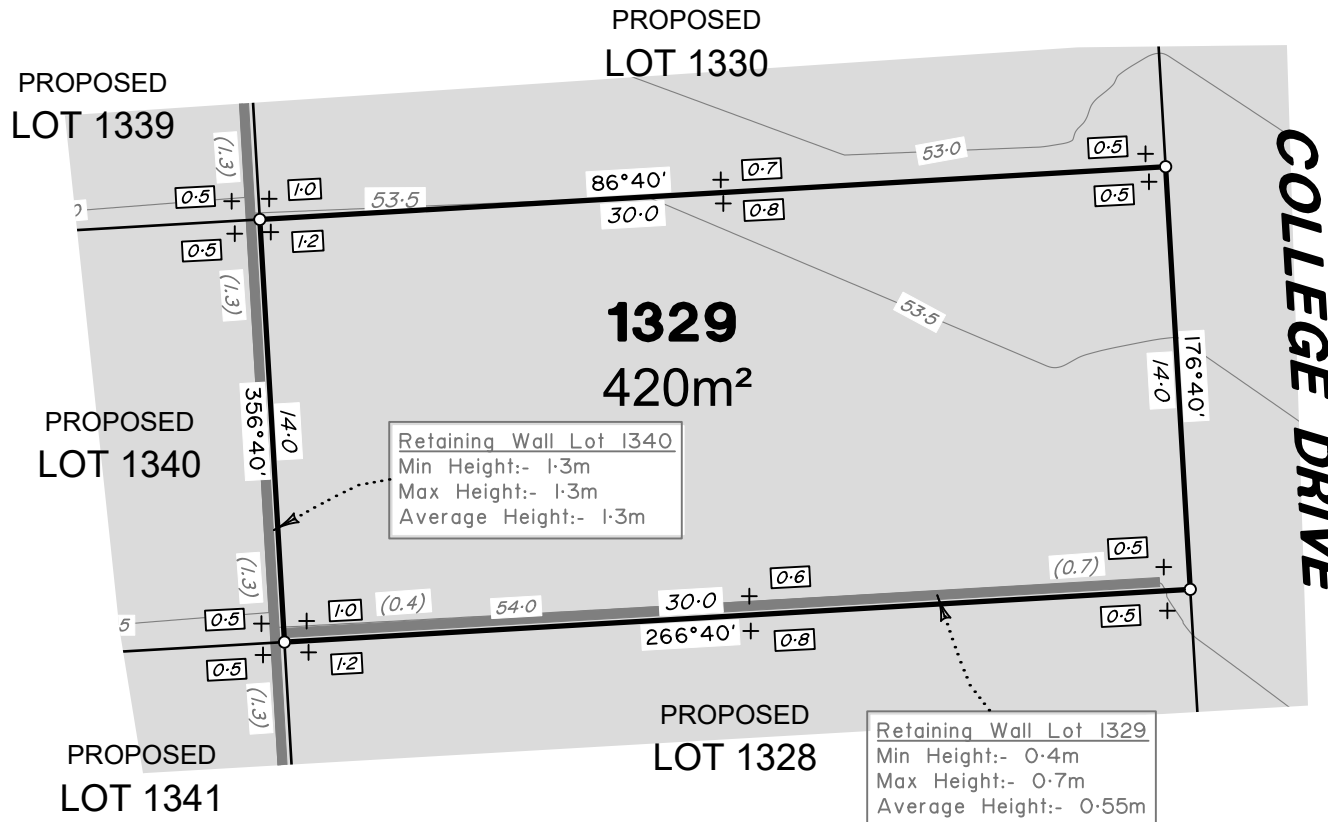 PROPOSED
LOT 1330
PROPOSED
LOT 1339
(1.3)
0·5
1·0
53·5
86°40'
30·0
0·7
0·8
53·0
0·5
0·5
0·5
1·2
(1.3)
COLLEGE DRIVE
1329
420m²
53·5
176°40'
14·0
356°40'
14·0
PROPOSED
LOT 1340
Retaining Wall Lot 1340
Min Height:- 1·3m
Max Height:- 1·3m
Average Height:- 1·3m
(1.3)
5
0·5
1·0
(0.4)
54·0
30·0
266°40'
0·6
0·8
(0.7)
0·5
0·5
0·5
1·2
(1.3)
PROPOSED
LOT 1328
PROPOSED
LOT 1341
Retaining Wall Lot 1329
Min Height:- 0·4m
Max Height:- 0·7m
Average Height:- 0·55m